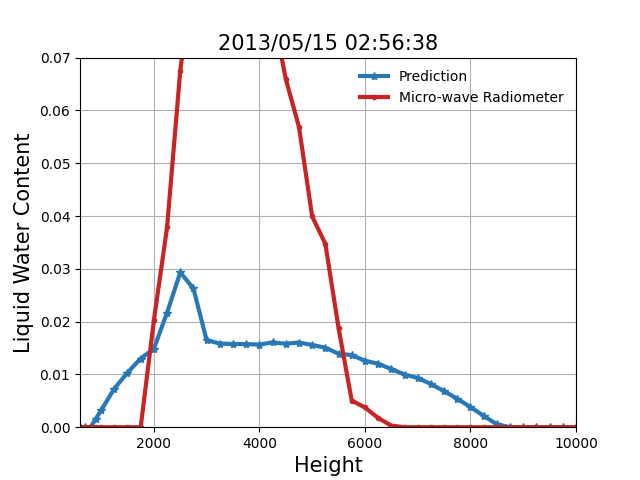 2013/05/15 02:56:38
0.07
0.06
0.05
0.04
0.03
0.02
0.01
0.00
Liquid Water Content
Prediction
Micro-wave Radiometer
2000 4000 6000 8000 10000
Height